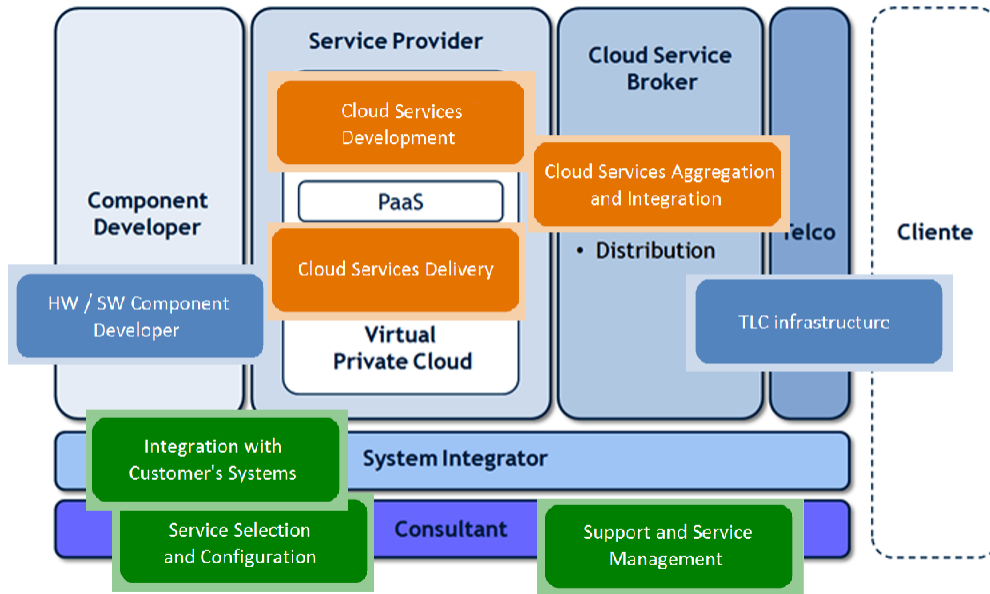 Service Provider
Cloud Service
Broker
Cloud Services
Development
Cloud Services Aggregation
and Integration
Component
Developer
PaaS
Telco
Cliente
• Distribution
Cloud Services Delivery
HW / SW Component
Developer
TLC infrastructure
Virtual
Private Cloud
Integration with
Customer's Systems
System Integrator
Service Selection
and Configuration
Consultant
Support and Service
Management